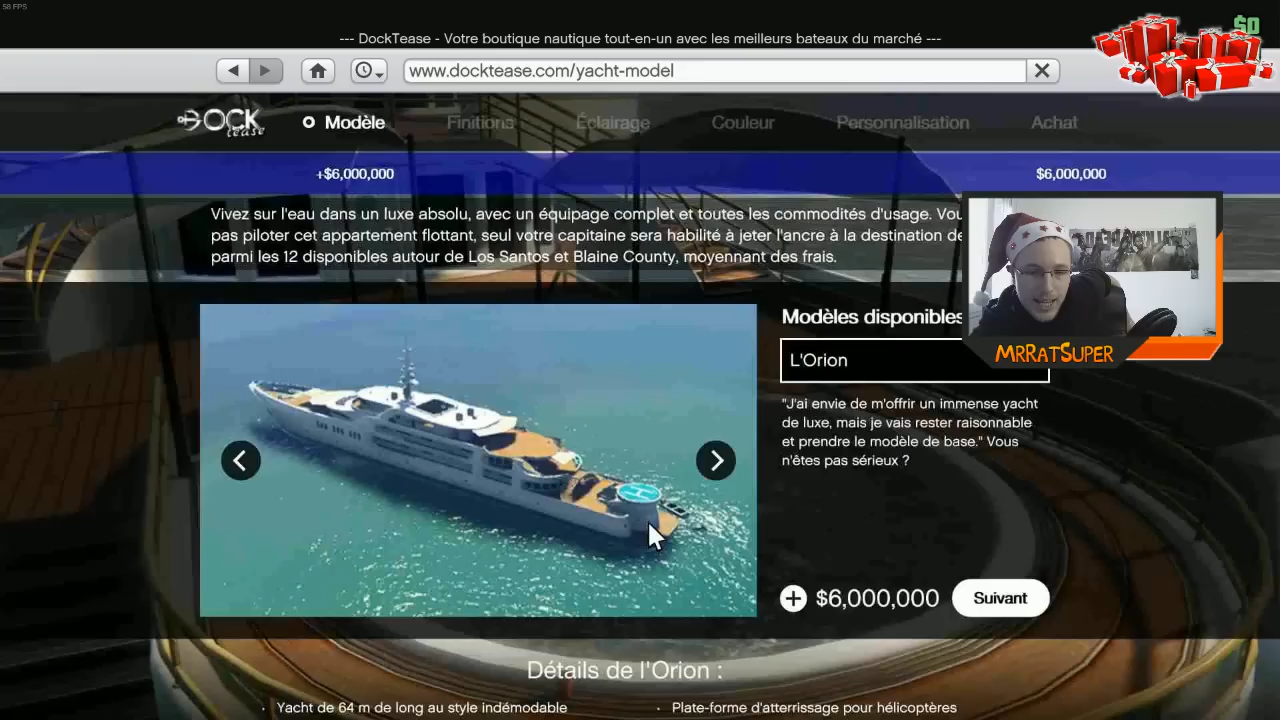 58 FPS
$0
--- DockTease - Votre boutique nautique tout-en-un avec les meilleurs bateaux du marché ---
www.docktease.com/yacht-model
DOCK
tease
Modèle
Finitions
Éclairage
Couleur
Personnalisation
Achat
+$6,000,000
$6,000,000
Vivez sur l'eau dans un luxe absolu, avec un équipage complet et toutes les commodités d'usage.
pas piloter cet appartement flottant, seul votre capitaine sera habilité à jeter l'ancre à la destination
parmi les 12 disponibles autour de Los Santos et Blaine County, moyennant des frais.
MRRATSUPER
Modèles disponibles
L'Orion
"J'ai envie de m'offrir un immense yacht
de luxe, mais je vais rester raisonnable
et prendre le modèle de base." Vous
n'êtes pas sérieux ?
H
$6,000,000
Suivant
Détails de l'Orion :
· Yacht de 64 m de long au style indémodable
· Plate-forme d'atterrissage pour hélicoptères